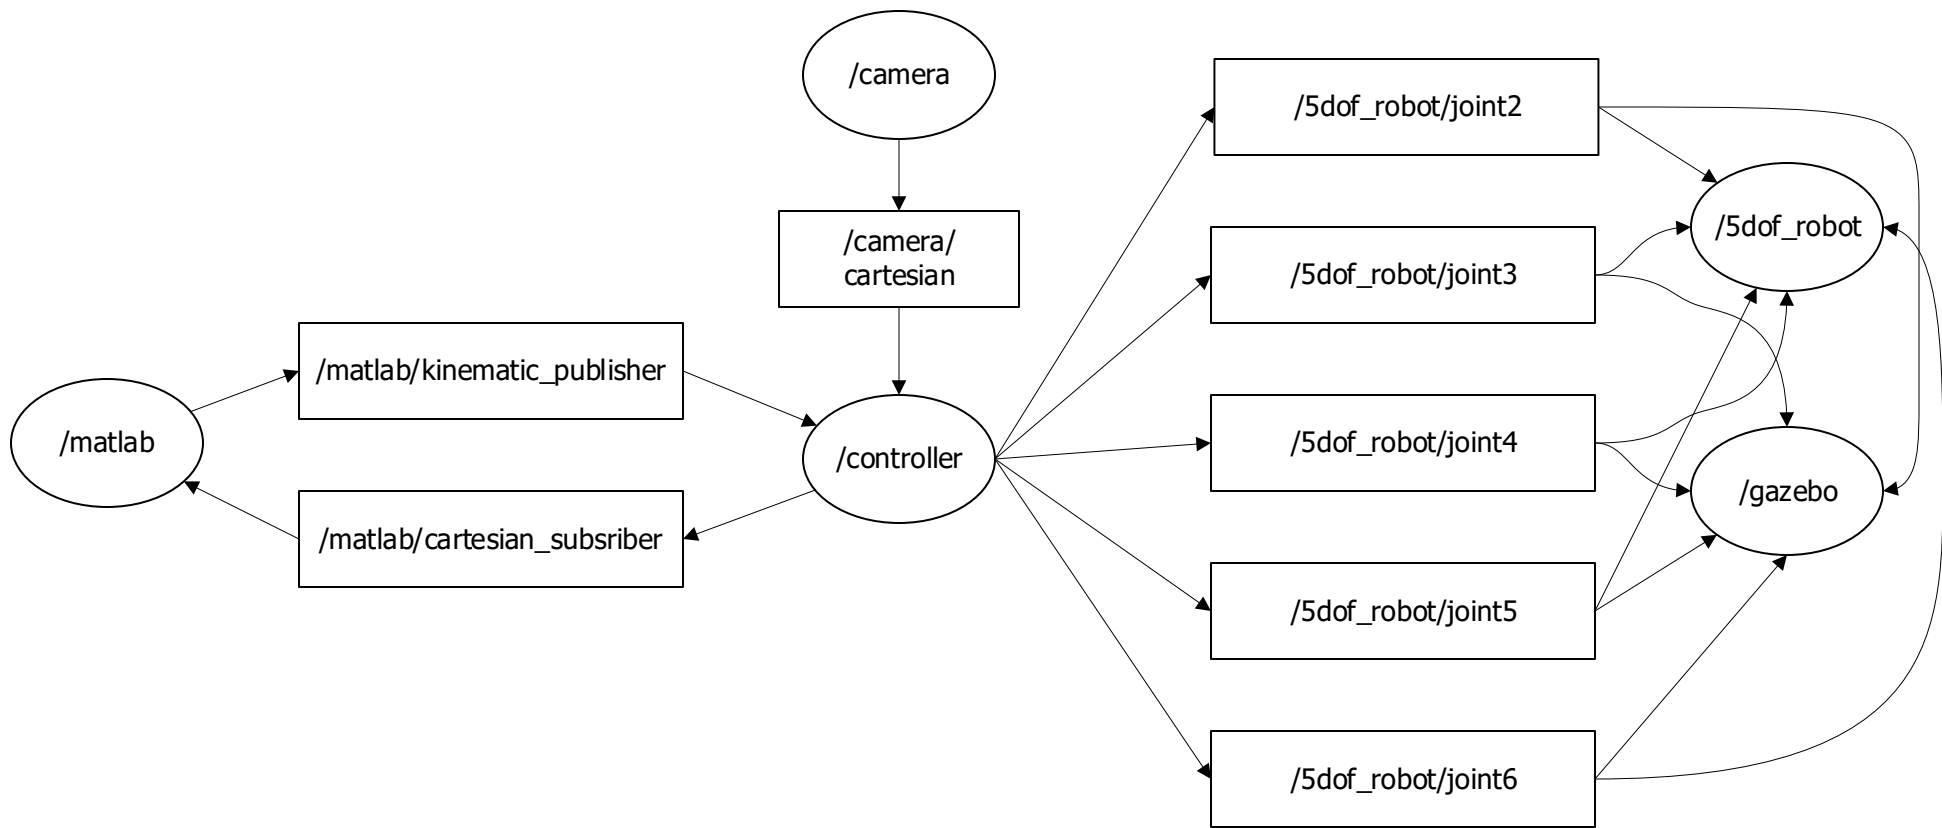 /camera
/5dof_robot/joint2
/camera/
cartesian
/5dof_robot
/5dof_robot/joint3
/matlab/kinematic_publisher
/matlab
/controller
/5dof_robot/joint4
/gazebo
/matlab/cartesian_subsriber
/5dof_robot/joint5
/5dof_robot/joint6